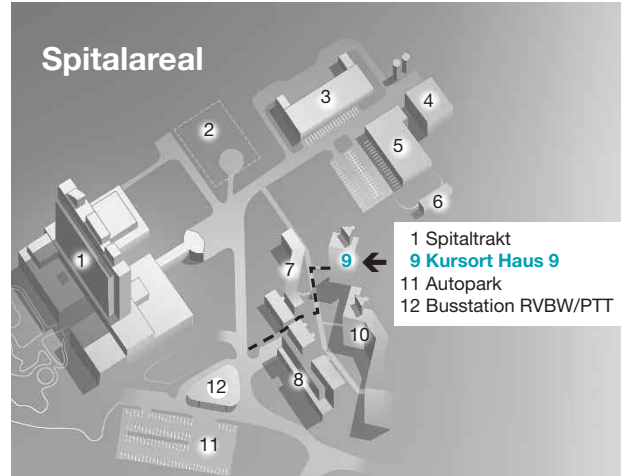 Spitalareal
3
4
2
5
6
1 Spitaltrakt
9 Kursort Haus 9
11 Autopark
12 Busstation RVBW/PTT
1
7
9
10
12
8
11